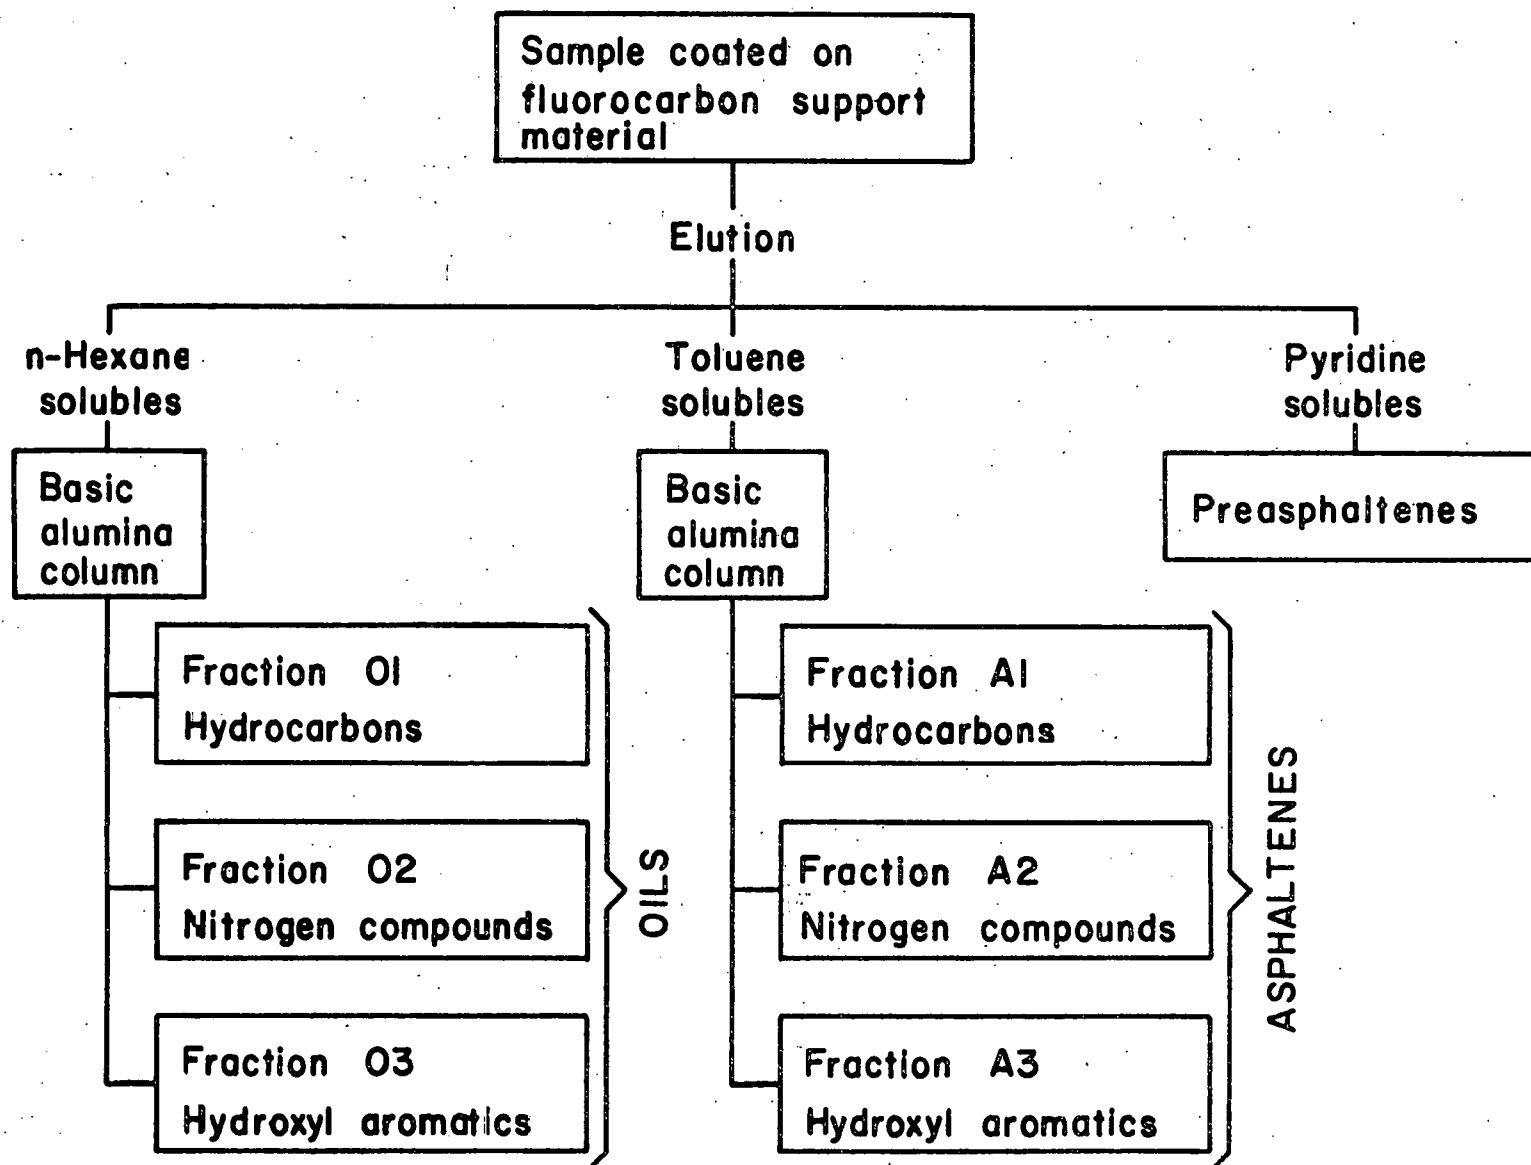 Sample coated on
fluorocarbon support
material
Elution
n-Hexane
solubles
Toluene
solubles
Pyridine
solubles
Basic
alumina
column
Basic
alumina
column
Preasphaltenes
Fraction O1
Hydrocarbons
Fraction O2
Nitrogen compounds
Fraction O3
Hydroxyl aromatics
OILS
Fraction A1
Hydrocarbons
Fraction A2
Nitrogen compounds
Fraction A3
Hydroxyl aromatics
ASPHALTENES